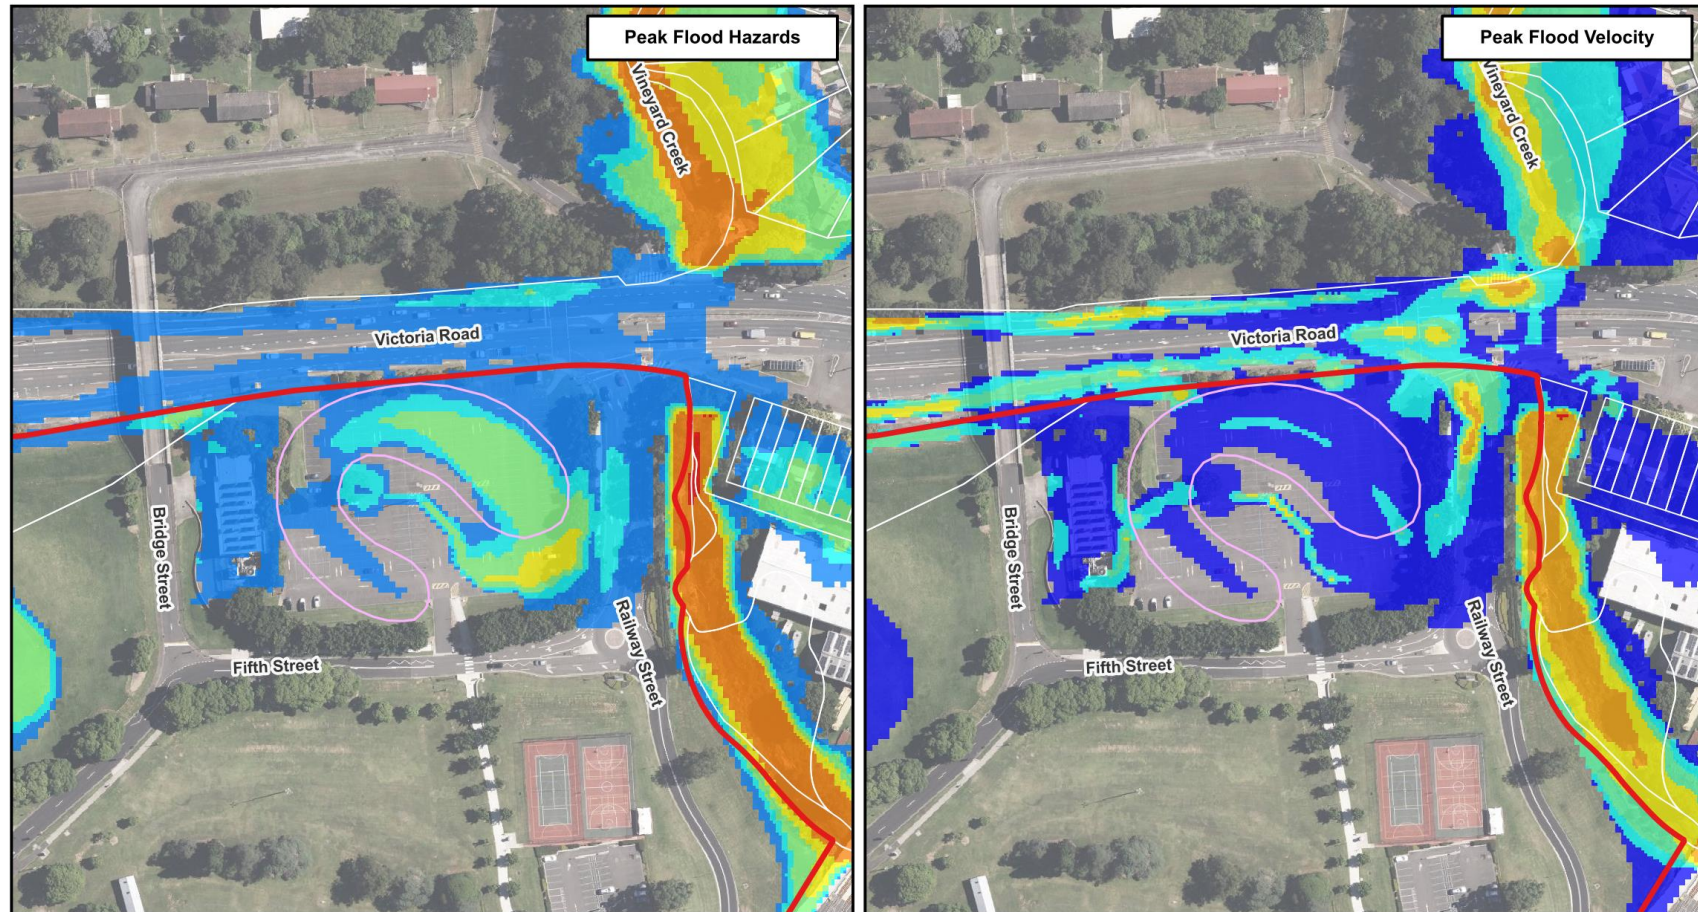 Peak Flood Hazards
Vineyard Creek
Victoria Road
Bridge Street
Railway Street
Fifth Street
Peak Flood Velocity
Vineyard Creek
Victoria Road
Bridge Street
Railway Street
Fifth Street